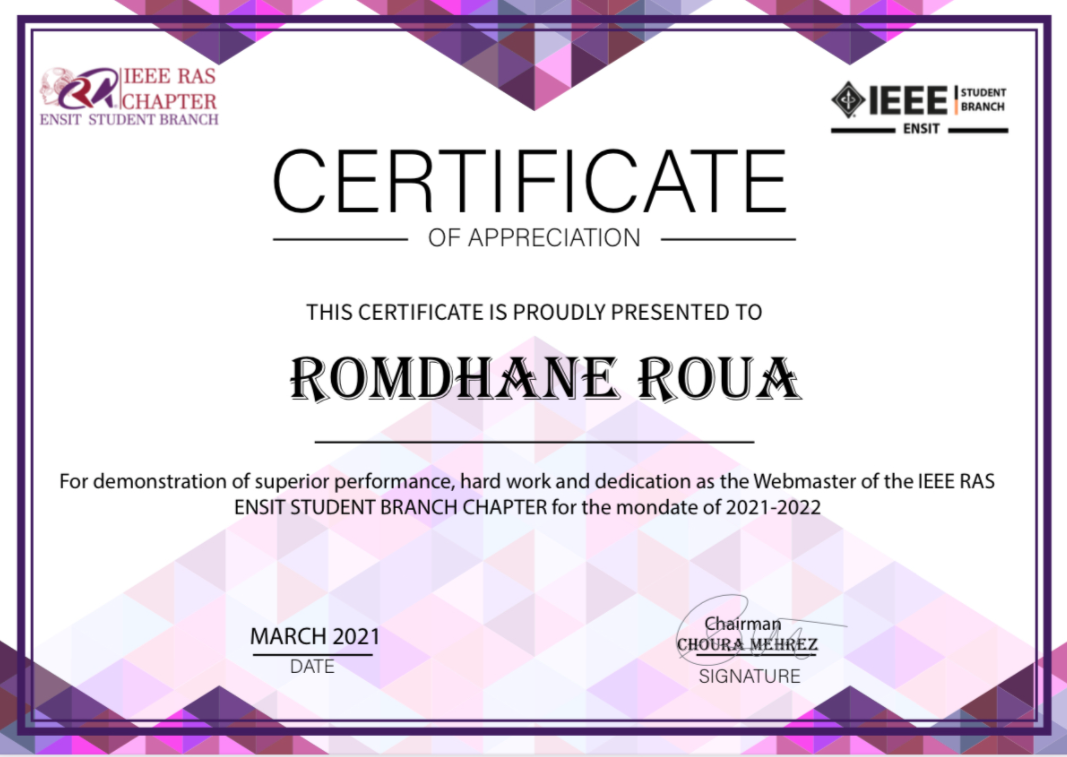 IEEE RAS
CHAPTER
ENSIT STUDENT BRANCH
IEEE STUDENT
BRANCH
ENSIT
CERTIFICATE
OF APPRECIATION
THIS CERTIFICATE IS PROUDLY PRESENTED TO
ROMDHANE ROUA
For demonstration of superior performance, hard work and dedication as the Webmaster of the IEEE RAS
ENSIT STUDENT BRANCH CHAPTER for the mondate of 2021-2022
MARCH 2021
DATE
Chairman
CHOURA MEHREZ
SIGNATURE